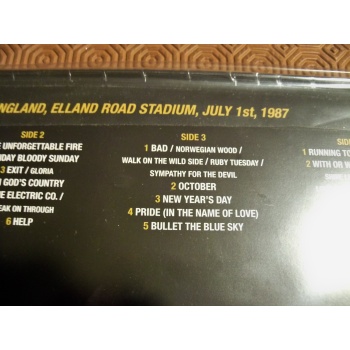 NGLAND, ELLAND ROAD STADIUM, JULY 1st, 1987
SIDE 2
UNFORGETTABLE FIRE
BLOODY SUNDAY
3 EXIT / GLORIA
GOD'S COUNTRY
ELECTRIC CO. /
ON THROUGH
6 HELP
SIDE 3
1 BAD / NORWEGIAN WOOD /
WALK ON THE WILD SIDE / RUBY TUESDAY /
SYMPATHY FOR THE DEVIL
2 OCTOBER
3 NEW YEAR'S DAY
4 PRIDE (IN THE NAME OF LOVE)
5 BULLET THE BLUE SKY
1 RUNNING TO
2 WITH OR W